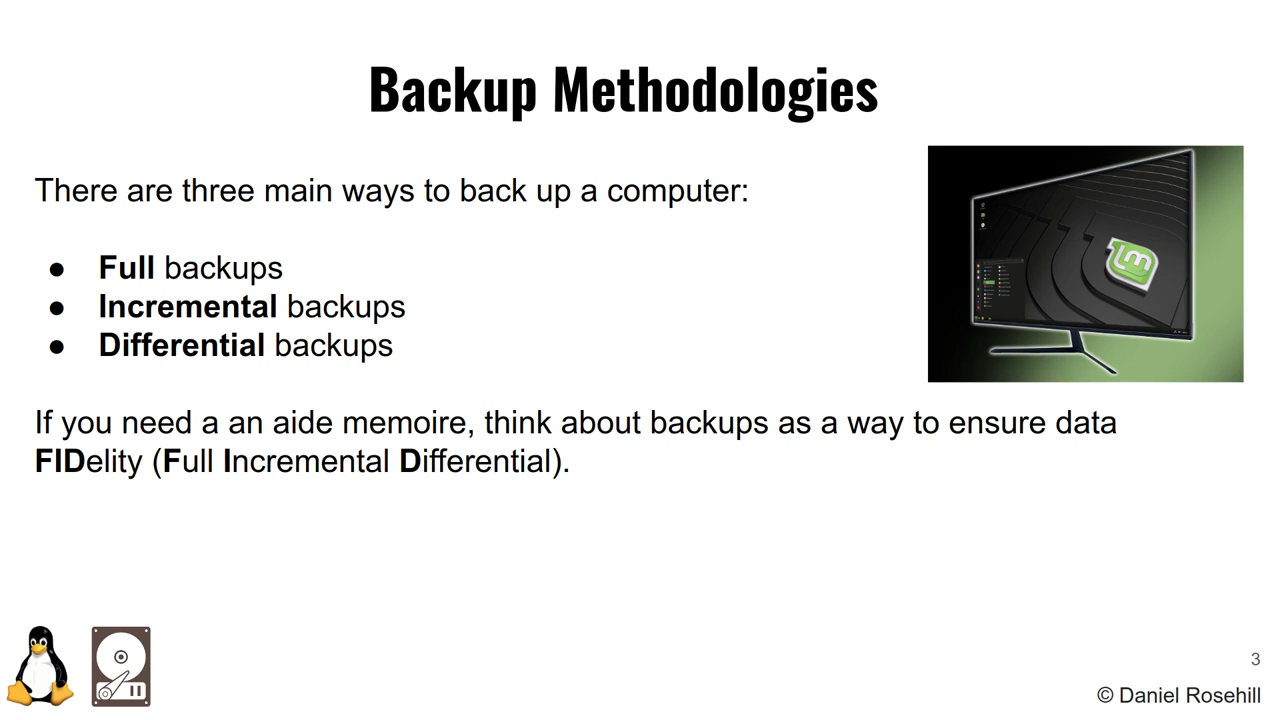 Backup Methodologies
There are three main ways to back up a computer:
● Full backups
● Incremental backups
● Differential backups
If you need a an aide memoire, think about backups as a way to ensure data
FIDelity (Full Incremental Differential).
3
© Daniel Rosehill